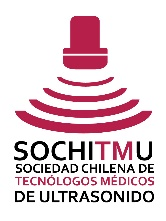 SOCHITMU
SOCIEDAD CHILENA DE
TECNÓLOGOS MÉDICOS
DE ULTRASONIDO